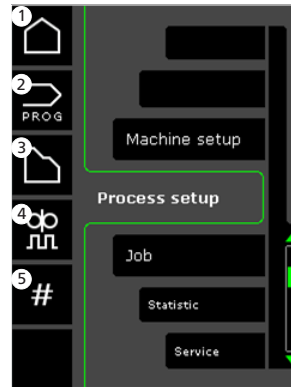 1
2
PROG
3
Machine setup
Process setup
4
Job
5
#
Statistic
Service